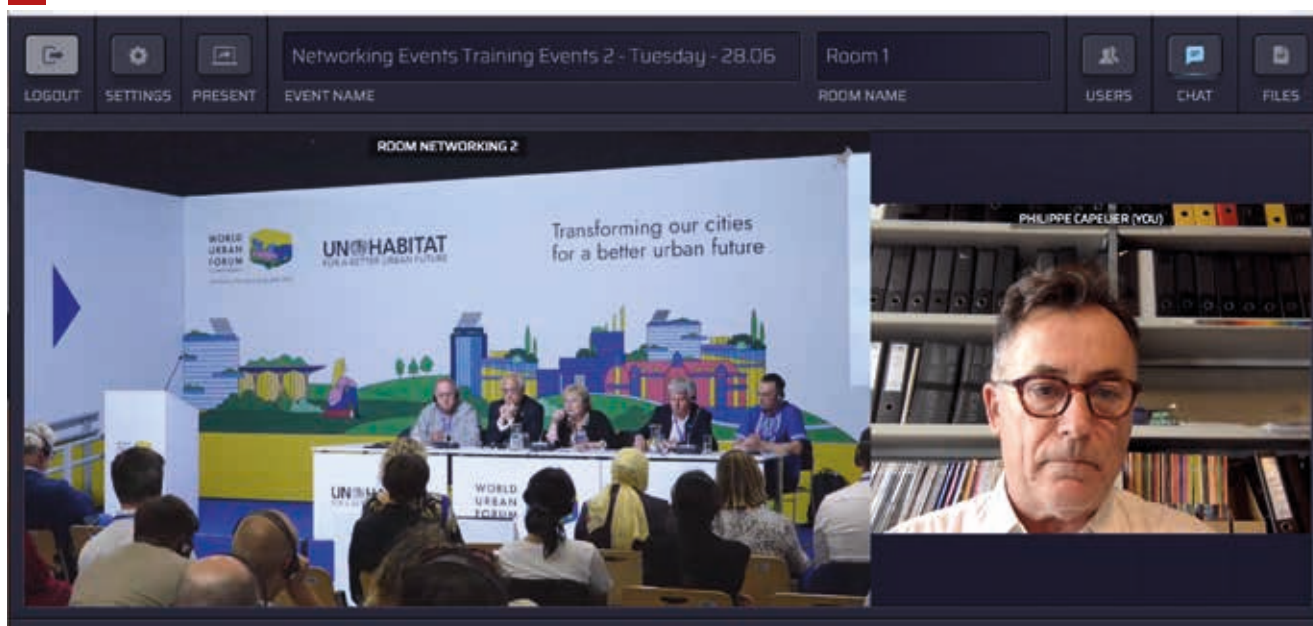 Networking Events Training Events 2 - Tuesday - 28.06
Room 1
LOGOUT
SETTINGS
PRESENT
EVENT NAME
ROOM NAME
USERS
CHAT
FILES
ROOM NETWORKING 2
WORLD
URBAN
FORUM
UN HABITAT
FOR A BETTER URBAN FUTURE
Transforming our cities
for a better urban future
PHILIPPE CAPELIER (YOU)
UN H
WORLD
URBAN
FORUM